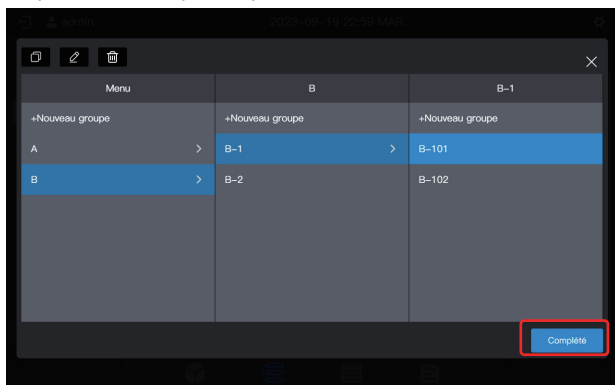 admin 2023-09-19 22:59 MAR.
Menu B B-1
+Nouveau groupe +Nouveau groupe +Nouveau groupe
A > B-1 > B-101
B > B-2 B-102
Complété